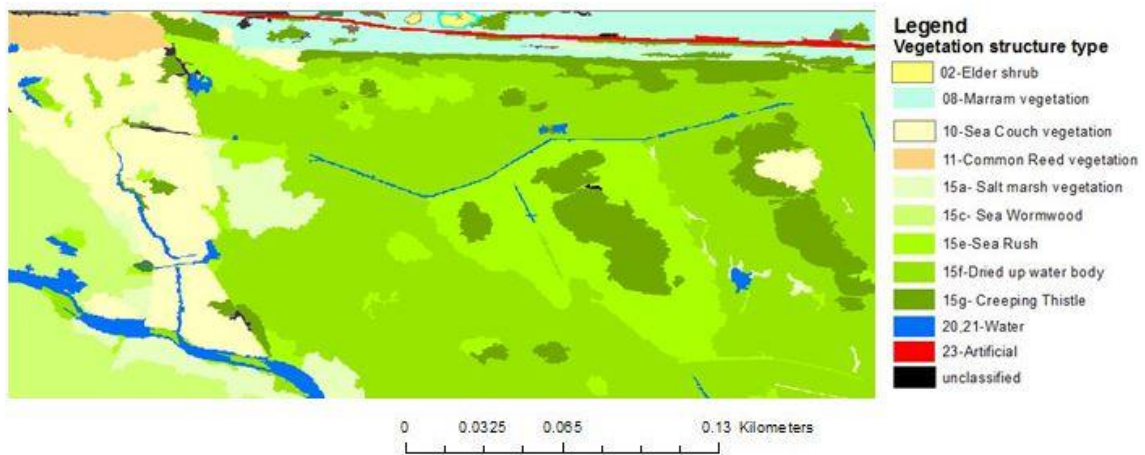 Legend
Vegetation structure type
02-Elder shrub
08-Marram vegetation
10-Sea Couch vegetation
11-Common Reed vegetation
15a- Salt marsh vegetation
15c- Sea Wormwood
15e-Sea Rush
15f-Dried up water body
15g- Creeping Thistle
20,21-Water
23-Artificial
unclassified
0 0.0325 0.065 0.13 Kilometers